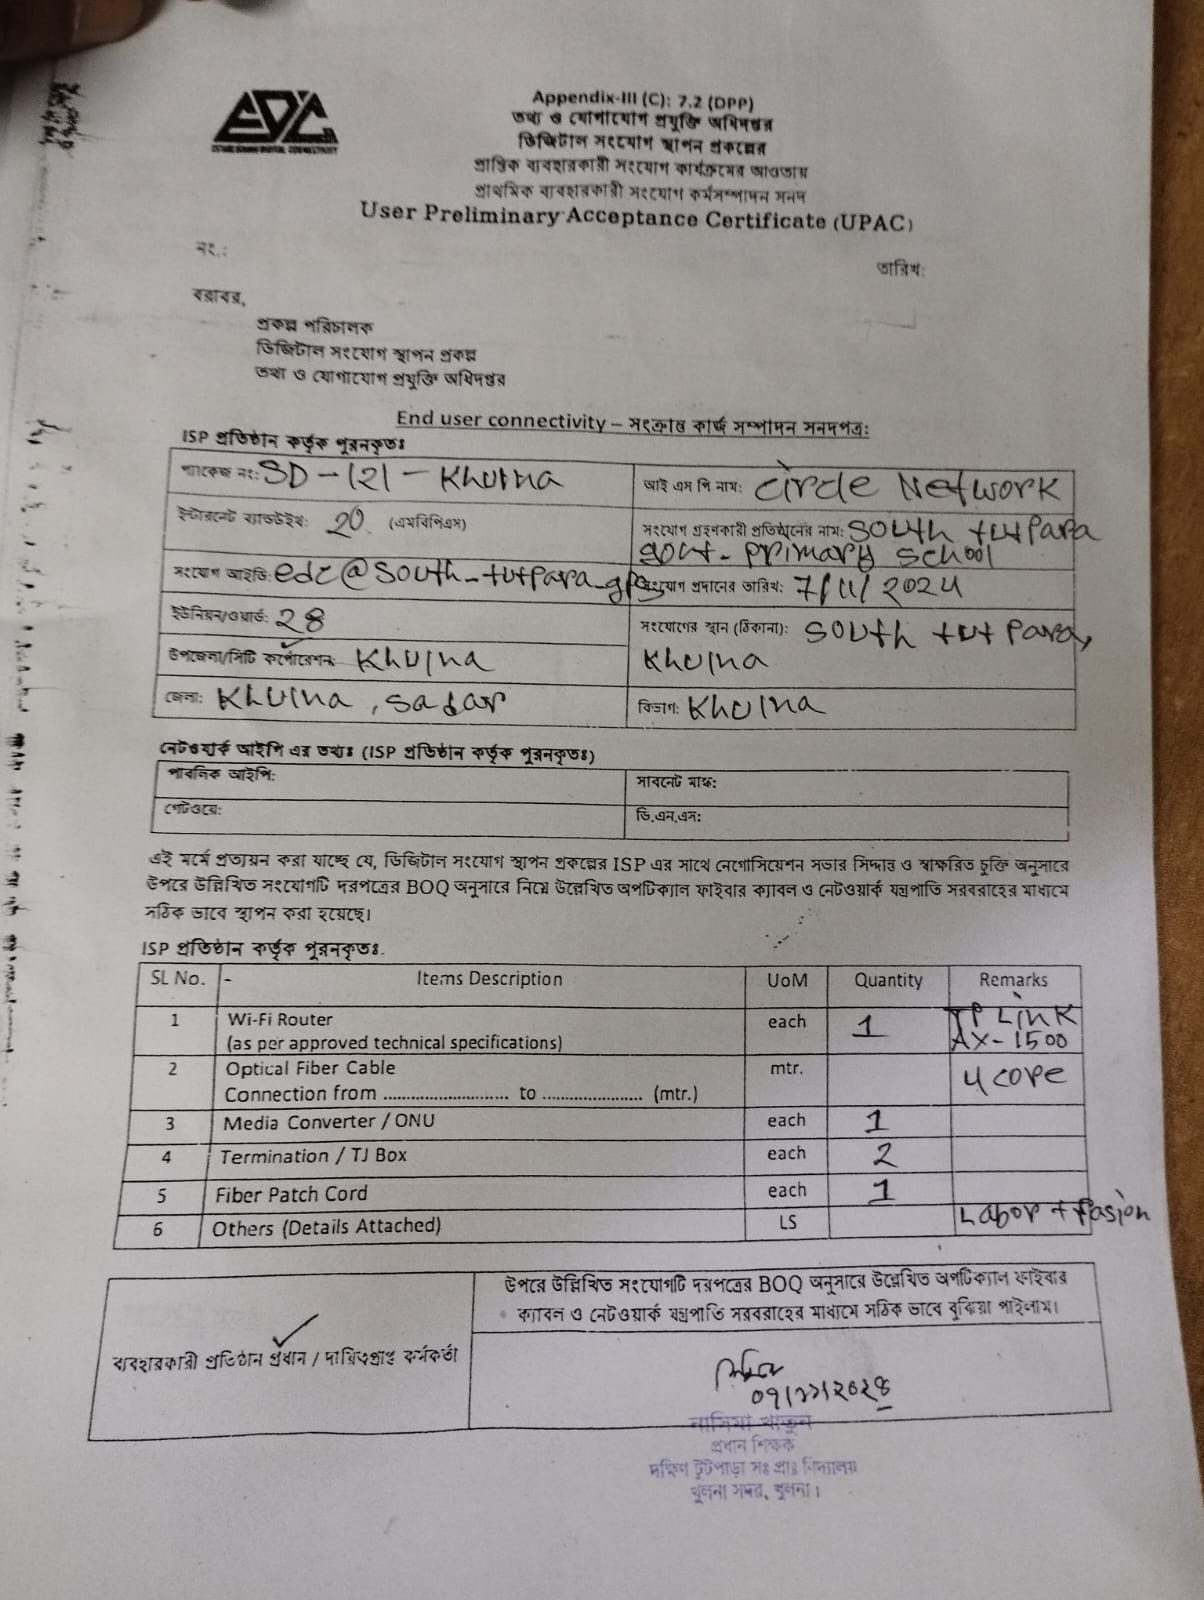 EDC
ESTABLISHING DIGITAL CONNECTIVITY
Appendix-III (C): 7.2 (DPP)
তথ্য ও যোগাযোগ প্রযুক্তি অধিদপ্তর
ডিজিটাল সংযোগ স্থাপন প্রকল্পের
প্রান্তিক ব্যবহারকারী সংযোগ কার্যক্রমের আওতায়
প্রাথমিক ব্যবহারকারী সংযোগ কর্মসম্পাদন সনদ
User Preliminary Acceptance Certificate (UPAC)
নং.:
তারিখ:
বরাবর,
প্রকল্প পরিচালক
ডিজিটাল সংযোগ স্থাপন প্রকল্প
তথ্য ও যোগাযোগ প্রযুক্তি অধিদপ্তর
End user connectivity – সংক্রান্ত কার্য সম্পাদন সনদপত্র:
ISP প্রতিষ্ঠান কর্তৃক পূরনকৃতঃ
প্যাকেজ নং: SD-121-Khulna
আই এস পি নাম: Circle Network
ইন্টারনেট ব্যান্ডউইথ: 20 (এমবিপিএস)
সংযোগ গ্রহণকারী প্রতিষ্ঠানের নাম: South tutpara
govt- primary school
সংযোগ আইডি: edc@south_tutpara_gps
সংযোগ প্রদানের তারিখ: 7/11/2024
ইউনিয়ন/ওয়ার্ড: 28
সংযোগের স্থান (ঠিকানা): South tut para,
Khulna
উপজেলা/সিটি কর্পোরেশন: Khulna
জেলা: Khulna, sadar
বিভাগ: Khulna
নেটওয়ার্ক আইপি এর তথ্যঃ (ISP প্রতিষ্ঠান কর্তৃক পূরনকৃতঃ)
পাবলিক আইপি:
সাবনেট মাস্ক:
গেটওয়ে:
ডি.এন.এস:
এই মর্মে প্রত্যয়ন করা যাচ্ছে যে, ডিজিটাল সংযোগ স্থাপন প্রকল্পের ISP এর সাথে নেগোসিয়েশন সভার সিদ্দান্ত ও স্বাক্ষরিত চুক্তি অনুসারে
উপরে উল্লিখিত সংযোগটি দরপত্রের BOQ অনুসারে নিম্নে উল্লেখিত অপটিক্যাল ফাইবার ক্যাবল ও নেটওয়ার্ক যন্ত্রপাতি সরবরাহের মাধ্যমে
সঠিক ভাবে স্থাপন করা হয়েছে।
ISP প্রতিষ্ঠান কর্তৃক পূরনকৃতঃ
SL No. - Items Description UoM Quantity Remarks
1 Wi-Fi Router each 1 TP Link
(as per approved technical specifications) AX-1500
2 Optical Fiber Cable mtr. 4 core
Connection from ............................ to ...................... (mtr.)
3 Media Converter / ONU each 1
4 Termination / TJ Box each 2
5 Fiber Patch Cord each 1
6 Others (Details Attached) LS Labor + fasion
উপরে উল্লিখিত সংযোগটি দরপত্রের BOQ অনুসারে উল্লেখিত অপটিক্যাল ফাইবার
ক্যাবল ও নেটওয়ার্ক যন্ত্রপাতি সরবরাহের মাধ্যমে সঠিক ভাবে বুঝিয়া পাইলাম।
ব্যবহারকারী প্রতিষ্ঠান প্রধান / দায়িত্বপ্রাপ্ত কর্মকর্তা
০৭/১১/২০২৪
নাসিমা খাতুন
প্রধান শিক্ষক
দক্ষিণ টুটপাড়া সঃ প্রাঃ বিদ্যালয়
খুলনা সদর, খুলনা।